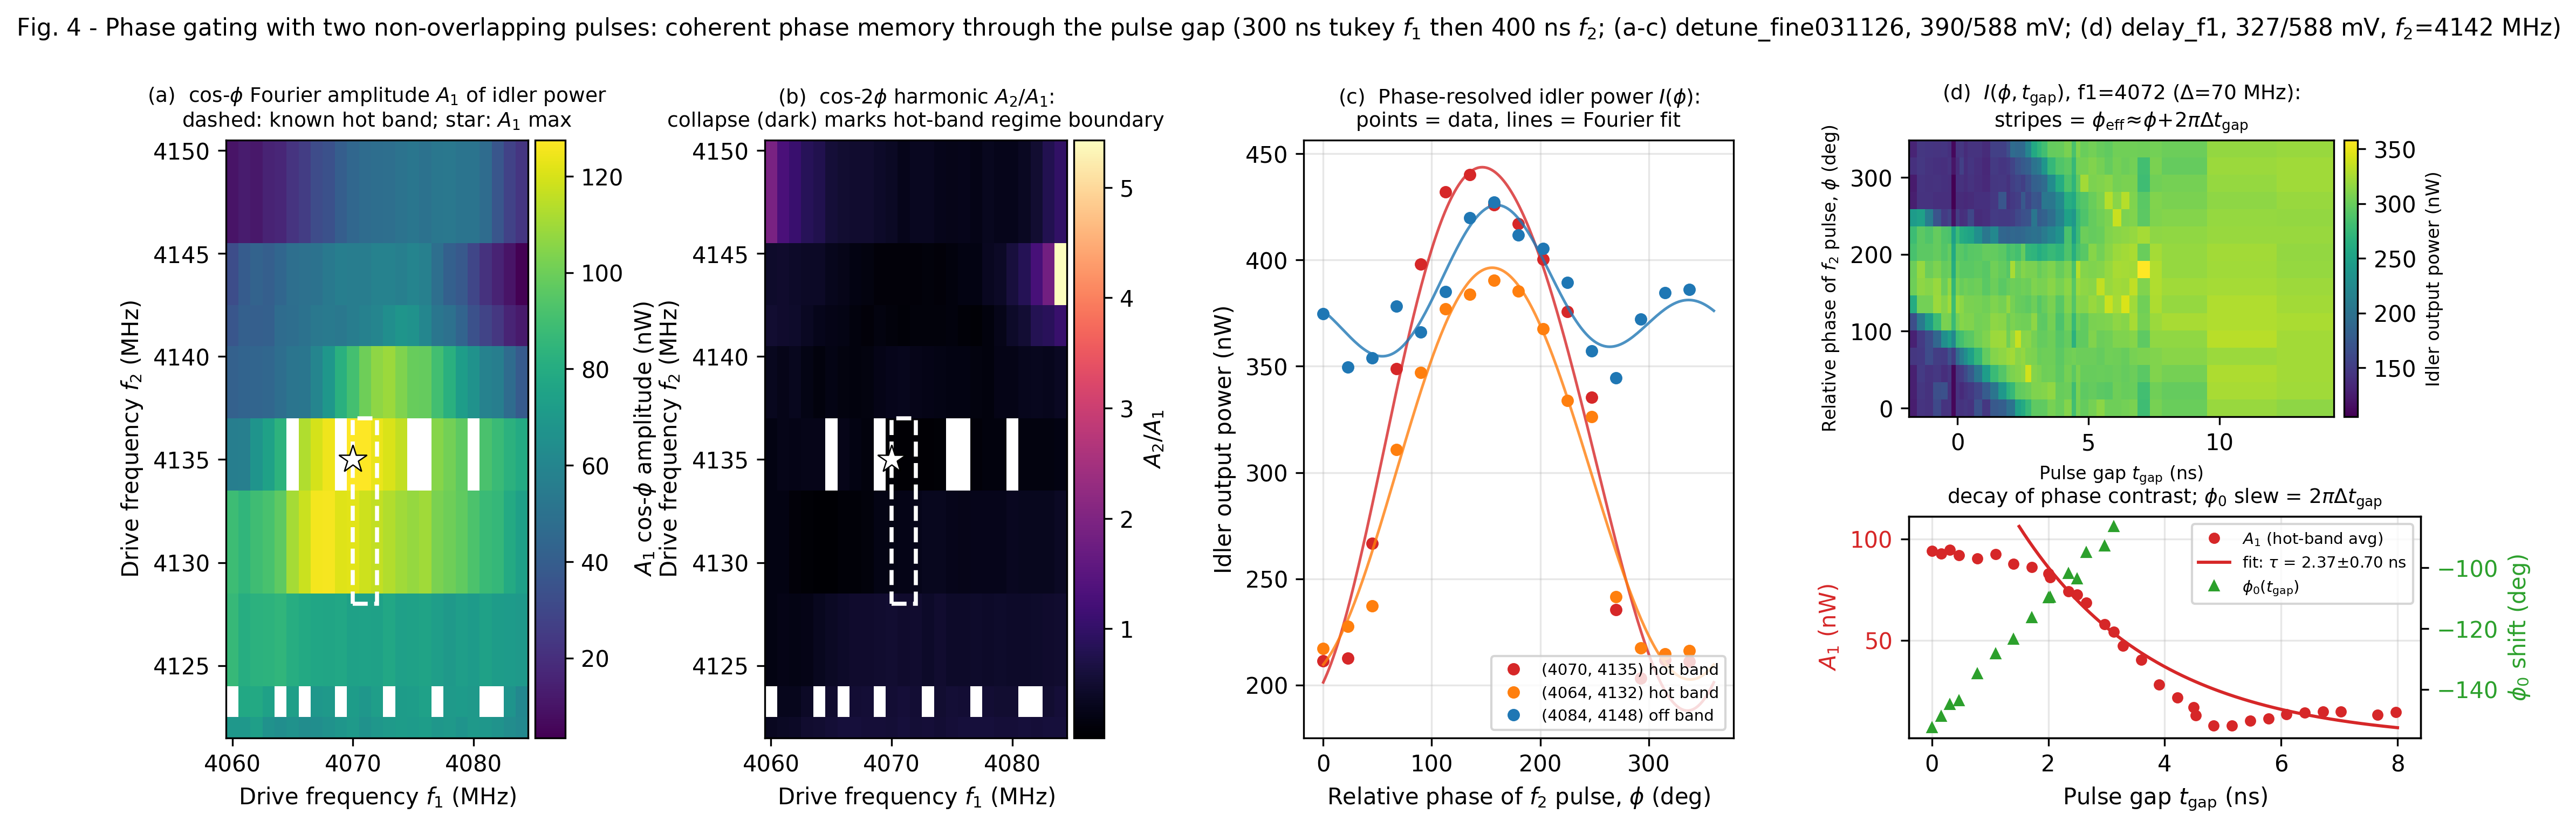 Fig. 4 - Phase gating with two non-overlapping pulses: coherent phase memory through the pulse gap (300 ns tukey f₁ then 400 ns f₂; (a-c) detune_fine031126, 390/588 mV; (d) delay_f1, 327/588 mV, f₂=4142 MHz)
(a) cos-ϕ Fourier amplitude A₁ of idler power
dashed: known hot band; star: A₁ max
4150
4145
4140
4135
4130
4125
Drive frequency f₂ (MHz)
4060 4070 4080
Drive frequency f₁ (MHz)
120
100
80
60
40
20
A₁ cos-ϕ amplitude (nW)
(b) cos-2ϕ harmonic A₂/A₁:
collapse (dark) marks hot-band regime boundary
4150
4145
4140
4135
4130
4125
Drive frequency f₂ (MHz)
4060 4070 4080
Drive frequency f₁ (MHz)
5
4
3
2
1
A₂/A₁
(c) Phase-resolved idler power I(ϕ):
points = data, lines = Fourier fit
450
400
350
300
250
200
Idler output power (nW)
0 100 200 300
Relative phase of f₂ pulse, ϕ (deg)
(4070, 4135) hot band
(4064, 4132) hot band
(4084, 4148) off band
(d) I(ϕ, t_gap), f1=4072 (Δ=70 MHz):
stripes = ϕ_eff≈ϕ+2πΔt_gap
300
200
100
0
Relative phase of f₂ pulse, ϕ (deg)
0 5 10
Pulse gap t_gap (ns)
350
300
250
200
150
Idler output power (nW)
decay of phase contrast; ϕ₀ slew = 2πΔt_gap
100
50
A₁ (nW)
A₁ (hot-band avg)
fit: τ = 2.37±0.70 ns
ϕ₀(t_gap)
−100
−120
−140
ϕ₀ shift (deg)
0 2 4 6 8
Pulse gap t_gap (ns)